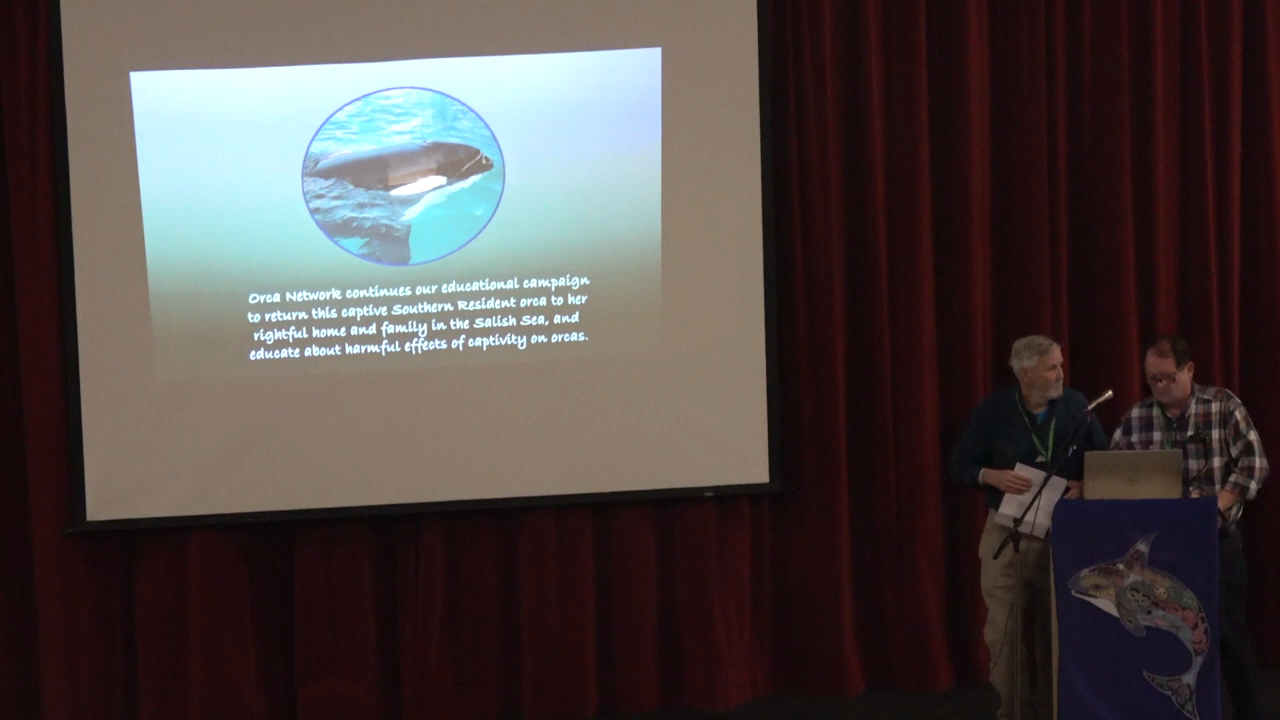 Orca Network continues our educational campaign
to return this captive Southern Resident orca to her
rightful home and family in the Salish Sea, and
educate about harmful effects of captivity on orcas.